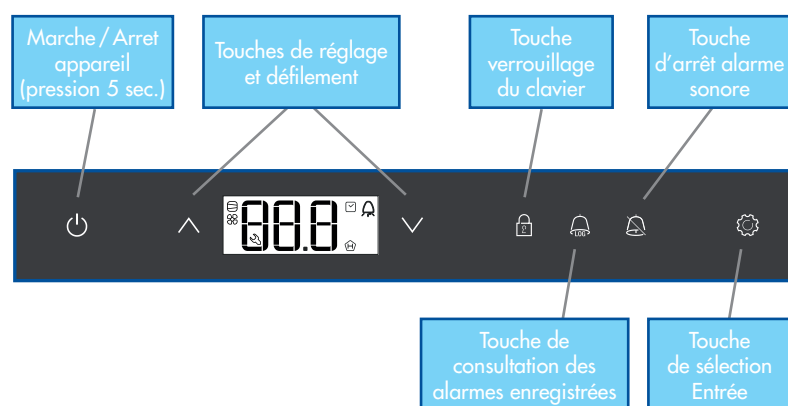 Marche / Arret
appareil
(pression 5 sec.)
Touches de réglage
et défilement
Touche
verrouillage
du clavier
Touche
d'arrêt alarme
sonore
88.8
LOG
Touche de
consultation des
alarmes enregistrées
Touche
de sélection
Entrée